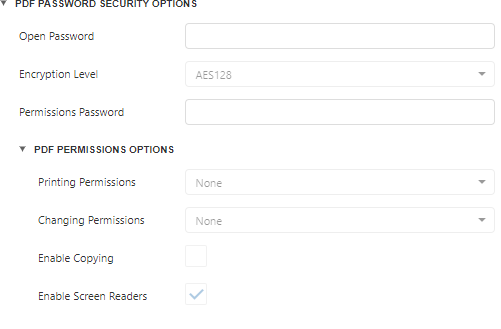 PDF PASSWORD SECURITY OPTIONS
Open Password
Encryption Level AES128
Permissions Password
PDF PERMISSIONS OPTIONS
Printing Permissions None
Changing Permissions None
Enable Copying
Enable Screen Readers